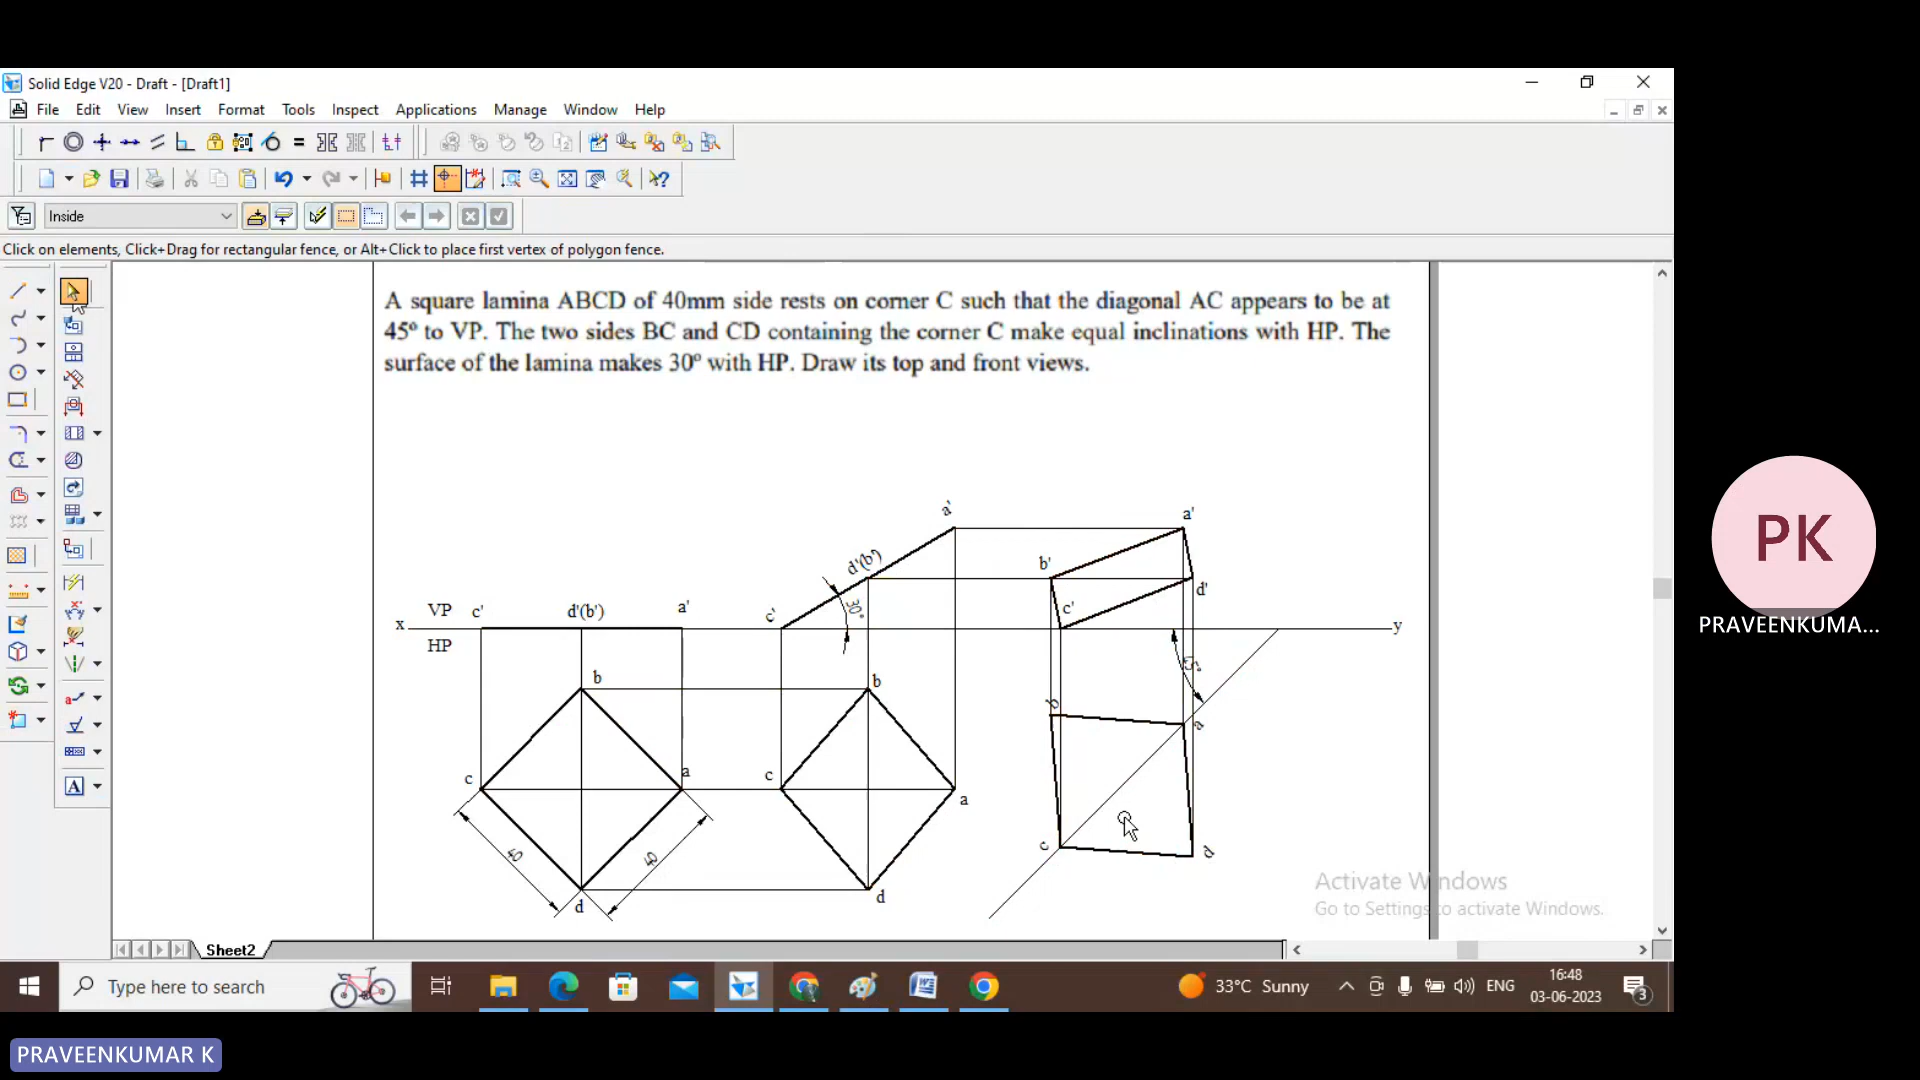 Solid Edge V20 - Draft - [Draft1]
File Edit View Insert Format Tools Inspect Applications Manage Window Help
Inside
Click on elements, Click+Drag for rectangular fence, or Alt+Click to place first vertex of polygon fence.
A square lamina ABCD of 40mm side rests on corner C such that the diagonal AC appears to be at
45º to VP. The two sides BC and CD containing the corner C make equal inclinations with HP. The
surface of the lamina makes 30º with HP. Draw its top and front views.
a' a'
d'(b') b'
d'
30°
VP c' d'(b') a' c' c'
x y
HP
b b
b a
c a c a
c d
40 40
d d
Activate Windows
Go to Settings to activate Windows.
Sheet2
Type here to search
33°C Sunny
ENG
16:48
03-06-2023
3
PK
PRAVEENKUMA...
PRAVEENKUMAR K